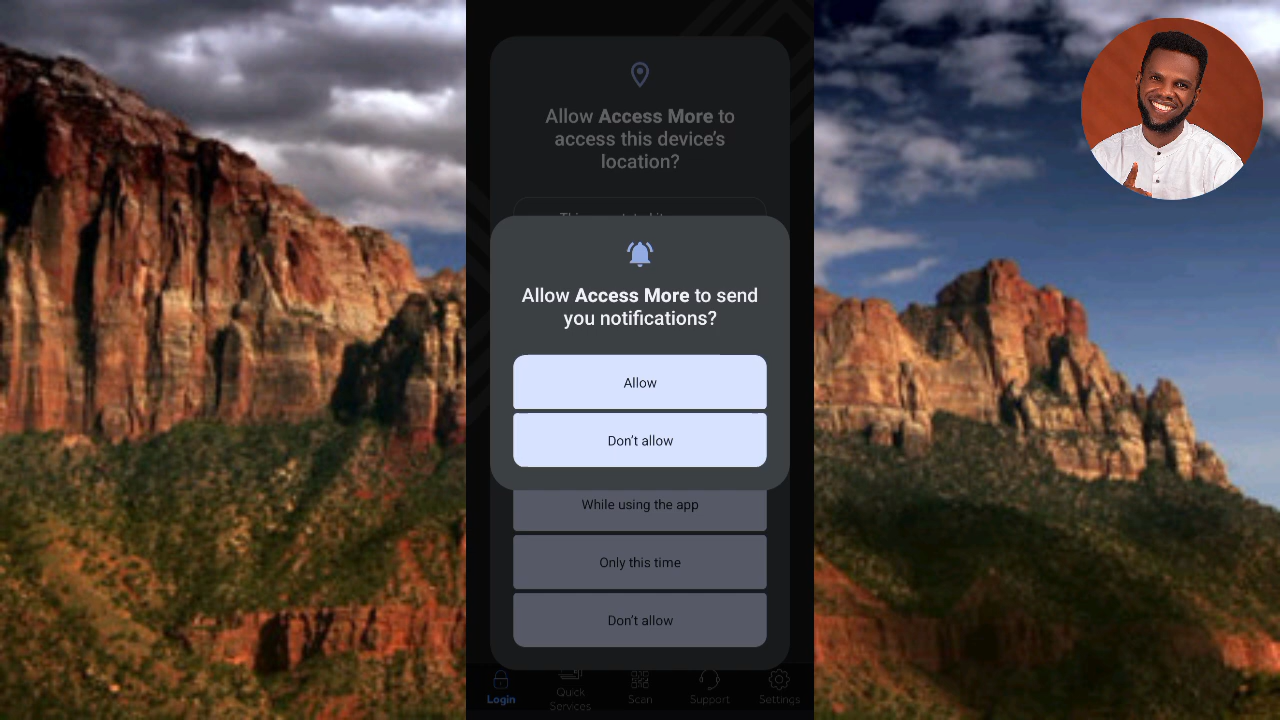 Allow Access More to
access this device's
location?
Allow Access More to send
you notifications?
Allow
Don't allow
While using the app
Only this time
Don't allow
Login
Quick
Services
Scan
Support
Settings